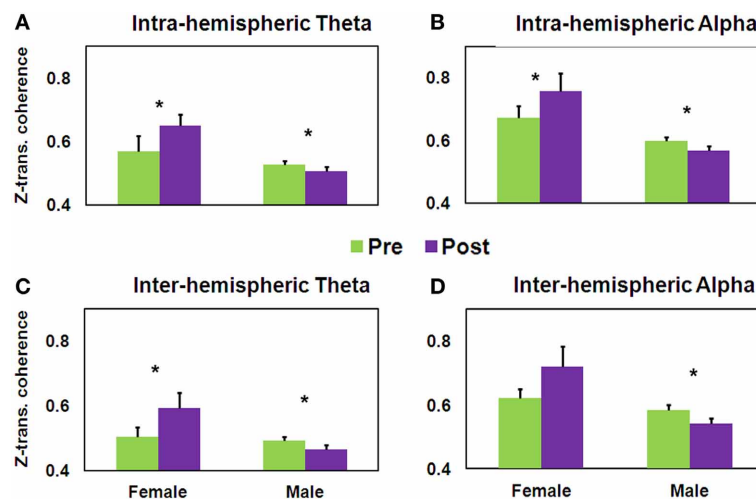 A Intra-hemispheric Theta
Z-trans. coherence
0.8
*
*
0.6
0.4
B Intra-hemispheric Alpha
0.8
*
*
0.6
0.4
Pre Post
C Inter-hemispheric Theta
Z-trans. coherence
0.8
*
*
0.6
0.4
Female Male
D Inter-hemispheric Alpha
0.8
*
0.6
0.4
Female Male